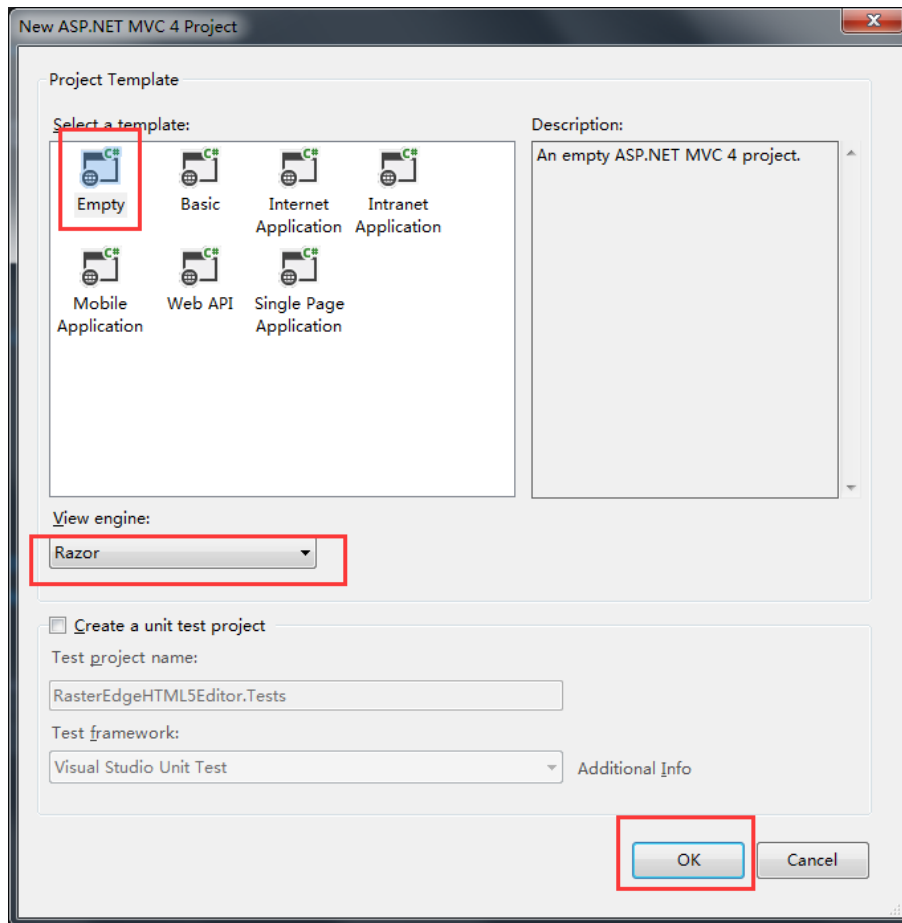 New ASP.NET MVC 4 Project
Project Template
Select a template:
Description:
C# C# C# C#
An empty ASP.NET MVC 4 project.
Empty Basic Internet Application Intranet Application
C# C# C#
Mobile Application Web API Single Page Application
View engine:
Razor
Create a unit test project
Test project name:
RasterEdgeHTML5Editor.Tests
Test framework:
Visual Studio Unit Test
Additional Info
OK
Cancel